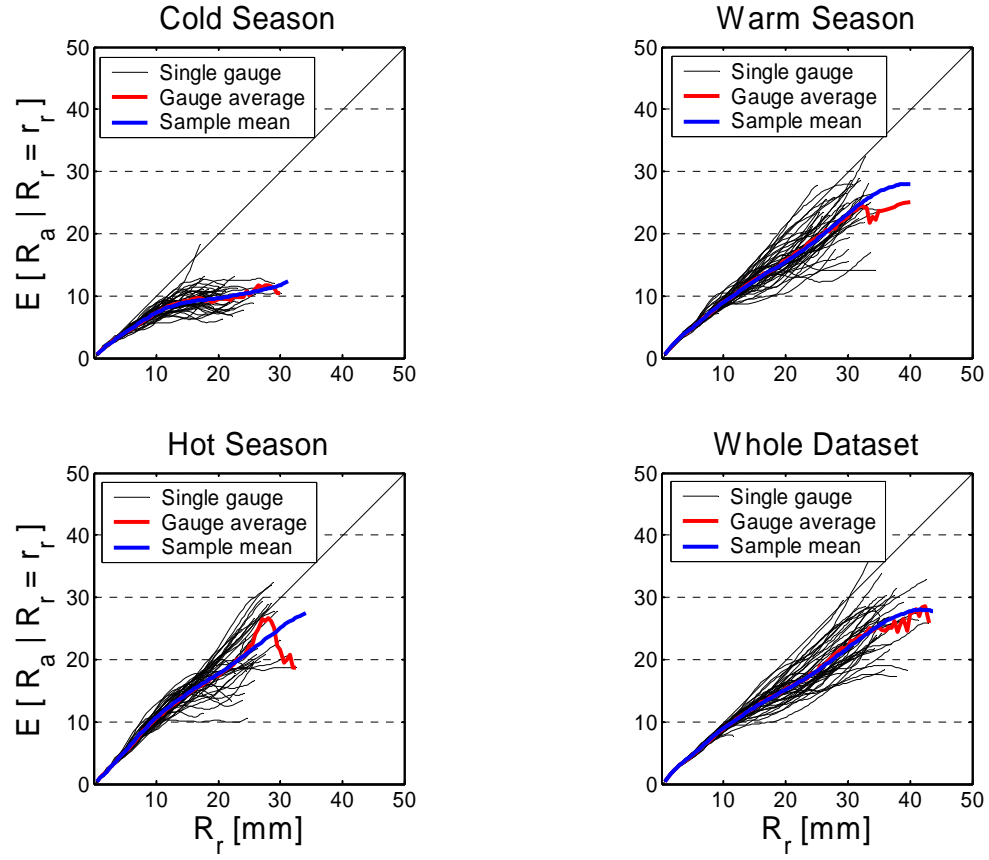 Cold Season
50
40
30
20
10
0
10 20 30 40 50
E [ R_a | R_r = r_r ]
Single gauge
Gauge average
Sample mean
Warm Season
50
40
30
20
10
0
10 20 30 40 50
Single gauge
Gauge average
Sample mean
Hot Season
50
40
30
20
10
0
10 20 30 40 50
E [ R_a | R_r = r_r ]
R_r [mm]
Single gauge
Gauge average
Sample mean
Whole Dataset
50
40
30
20
10
0
10 20 30 40 50
R_r [mm]
Single gauge
Gauge average
Sample mean